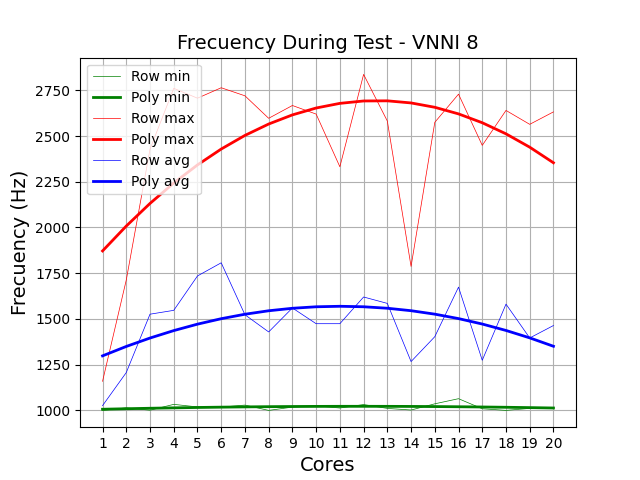 Frecuency During Test - VNNI 8
Frecuency (Hz)
2750
2500
2250
2000
1750
1500
1250
1000
Row min
Poly min
Row max
Poly max
Row avg
Poly avg
1 2 3 4 5 6 7 8 9 10 11 12 13 14 15 16 17 18 19 20
Cores